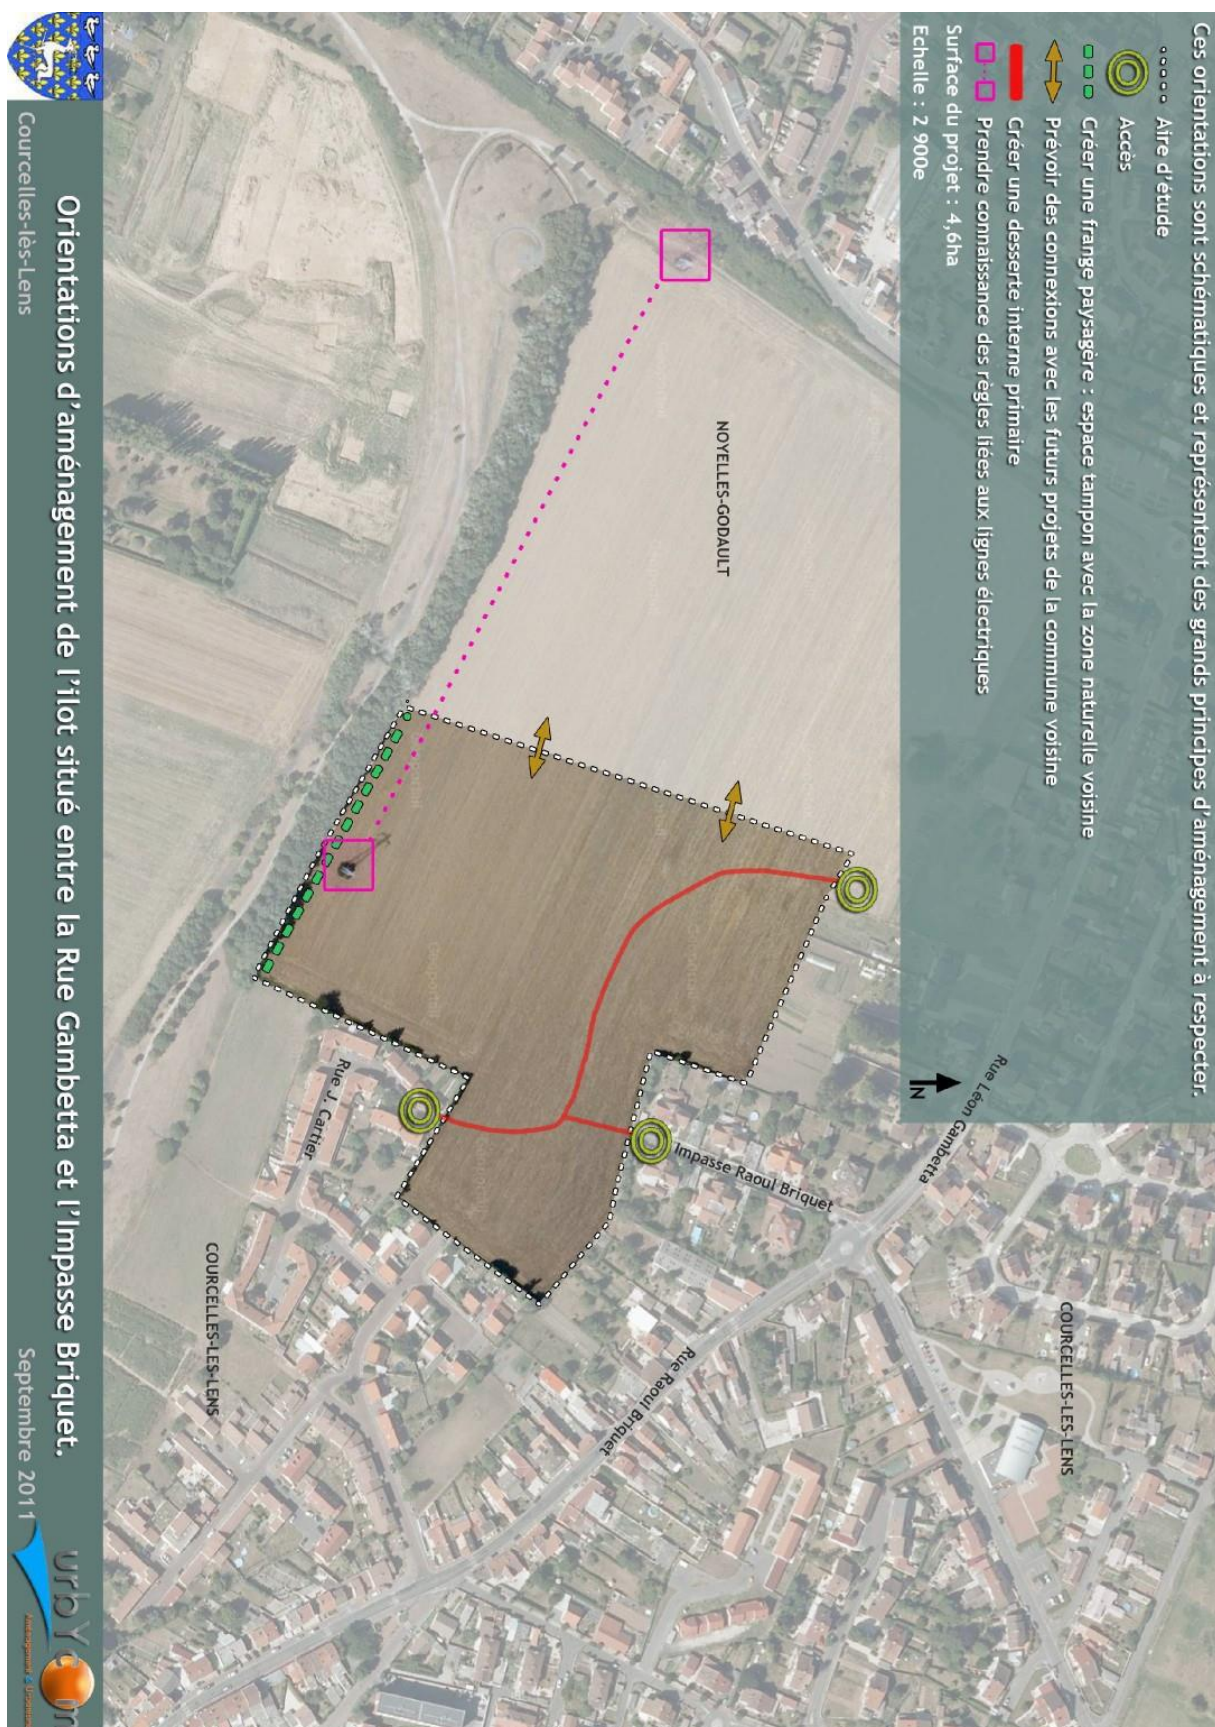 Ces orientations sont schématiques et représentent des grands principes d'aménagement à respecter.
Aire d'étude
Accès
Créer une frange paysagère : espace tampon avec la zone naturelle voisine
Prévoir des connexions avec les futurs projets de la commune voisine
Créer une desserte interne primaire
Prendre connaissance des règles liées aux lignes électriques
Surface du projet : 4,6ha
Echelle : 2 900e
N
Rue Léon Gambetta
COURCELLES-LES-LENS
Impasse Raoul Briquet
NOYELLES-GODAULT
Rue Raoul Briquet
Rue J. Cartier
COURCELLES-LES-LENS
Orientations d'aménagement de l'ilot situé entre la Rue Gambetta et l'Impasse Briquet.
Courcelles-lès-Lens
Septembre 2011